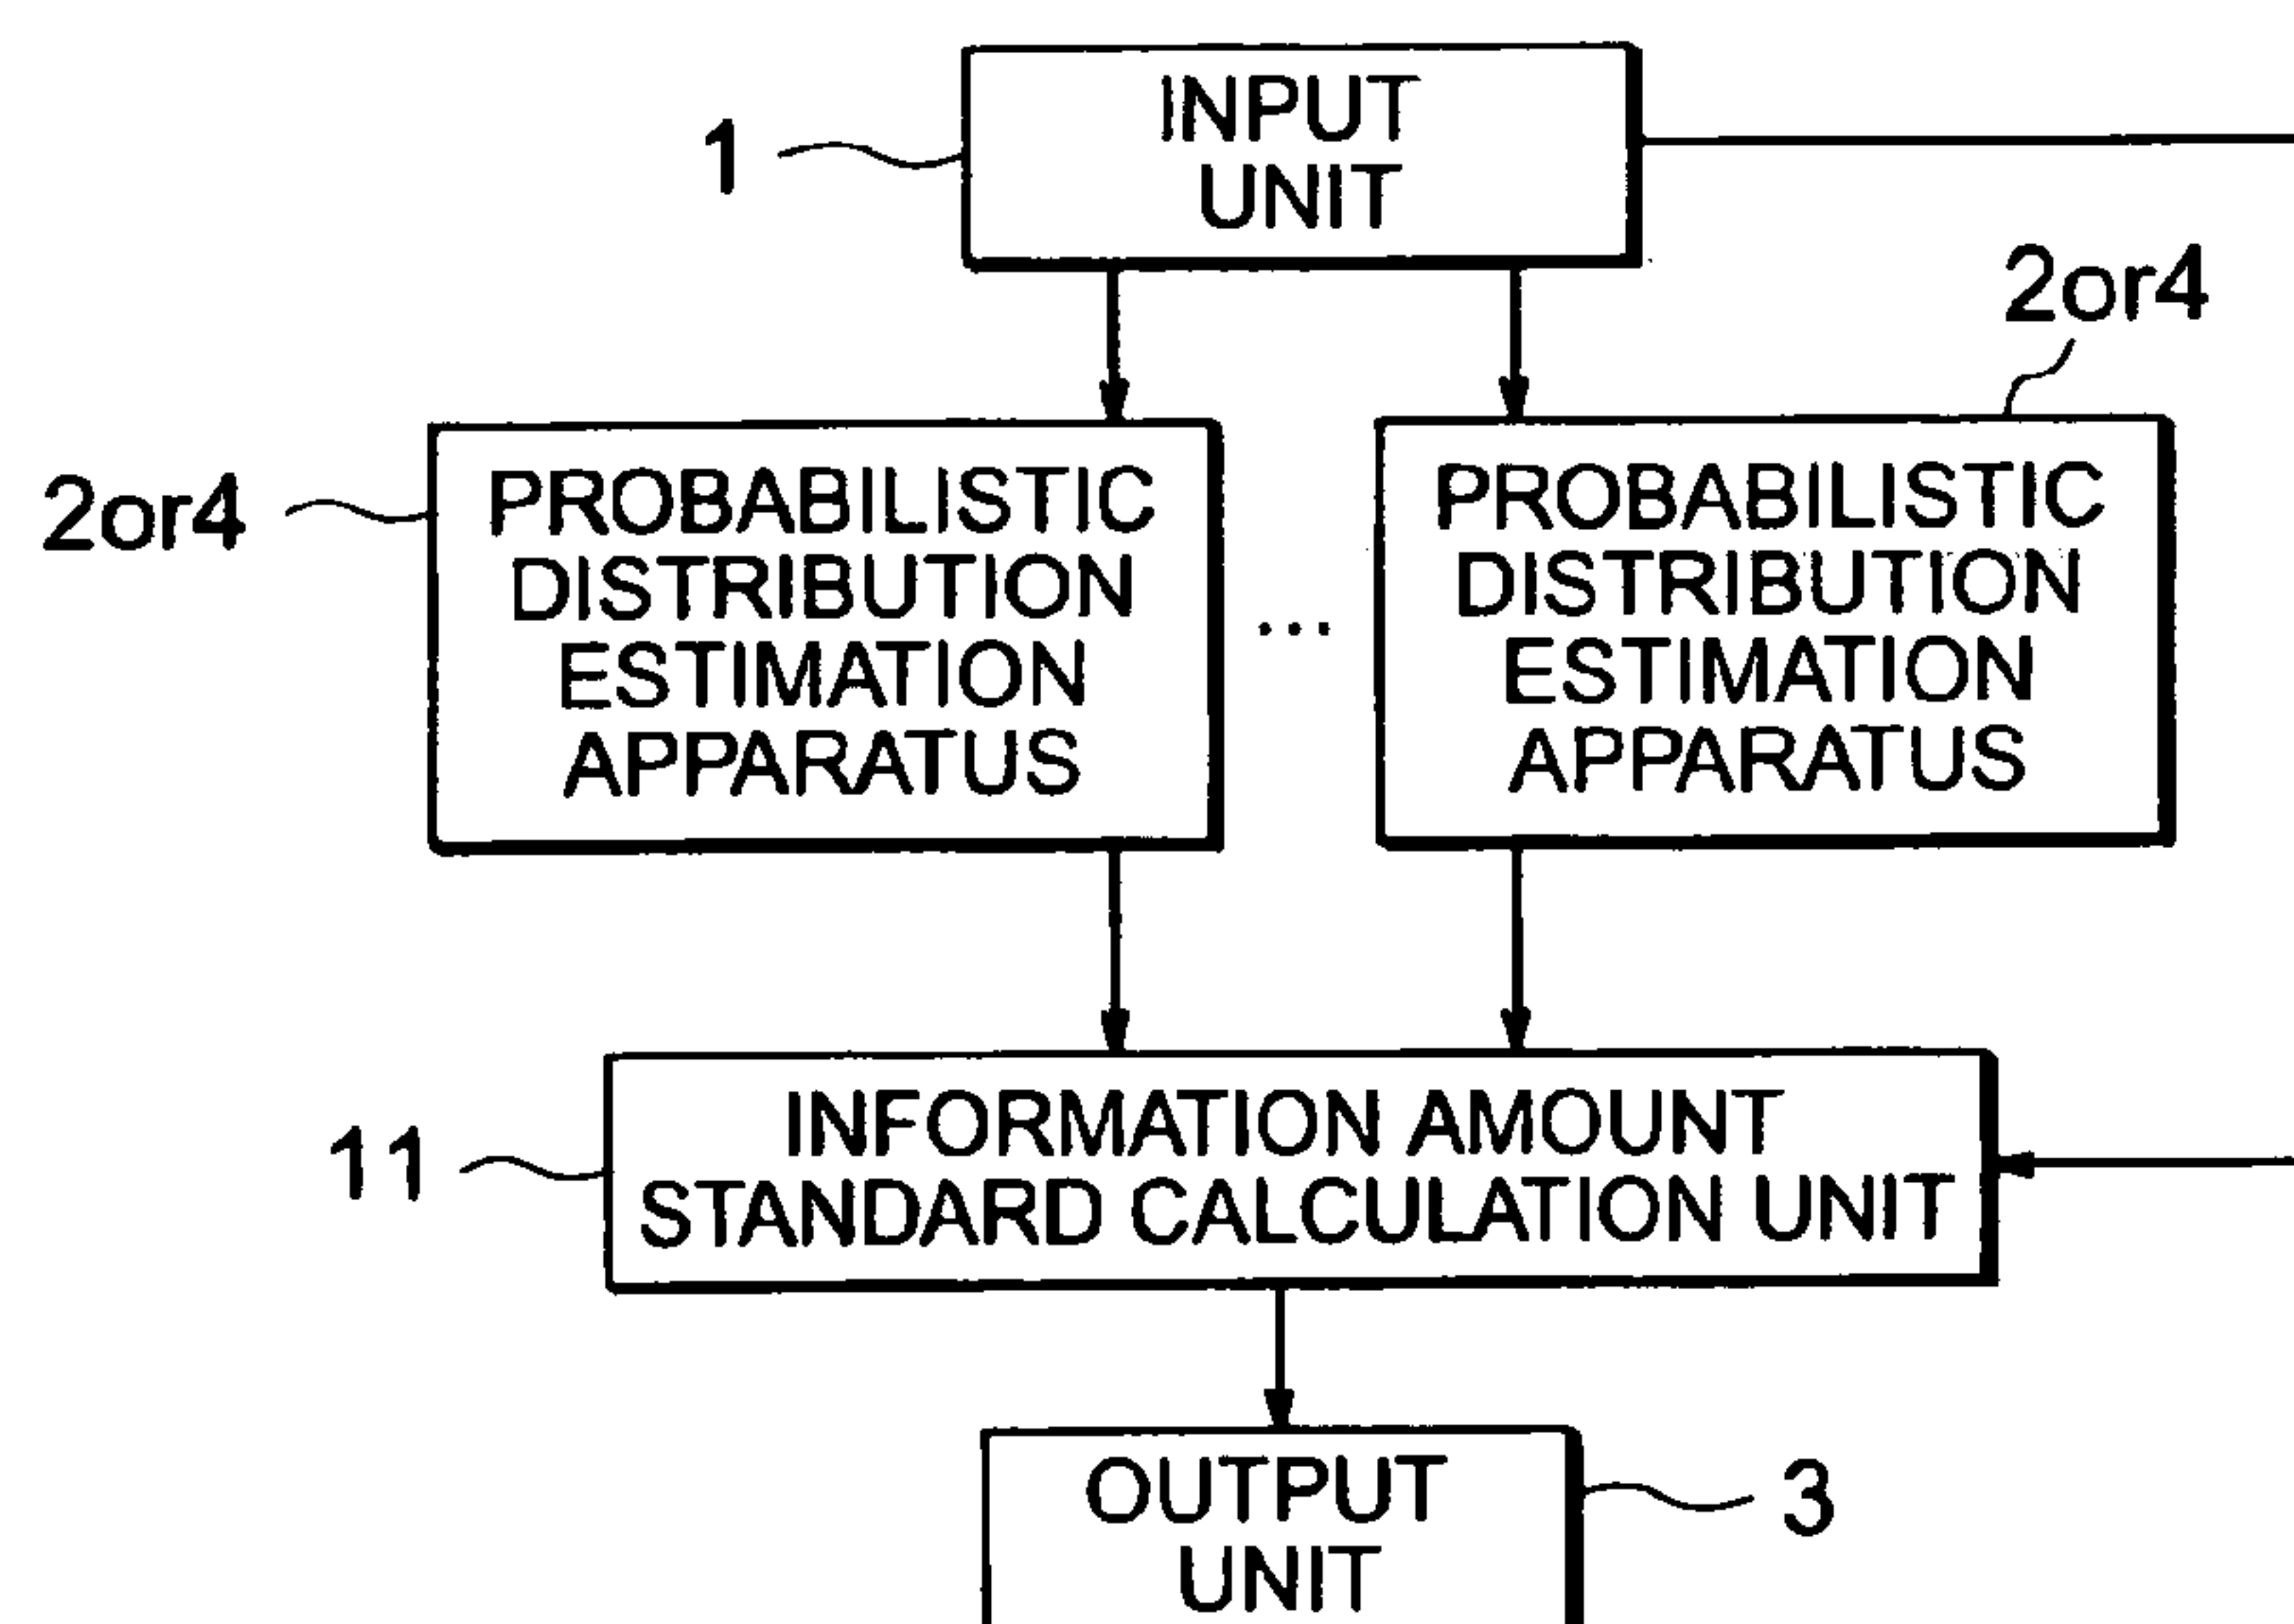 INPUT
UNIT
1
2or4
2or4
PROBABILISTIC
DISTRIBUTION
ESTIMATION
APPARATUS
...
PROBABILISTIC
DISTRIBUTION
ESTIMATION
APPARATUS
11
INFORMATION AMOUNT
STANDARD CALCULATION UNIT
OUTPUT
UNIT
3